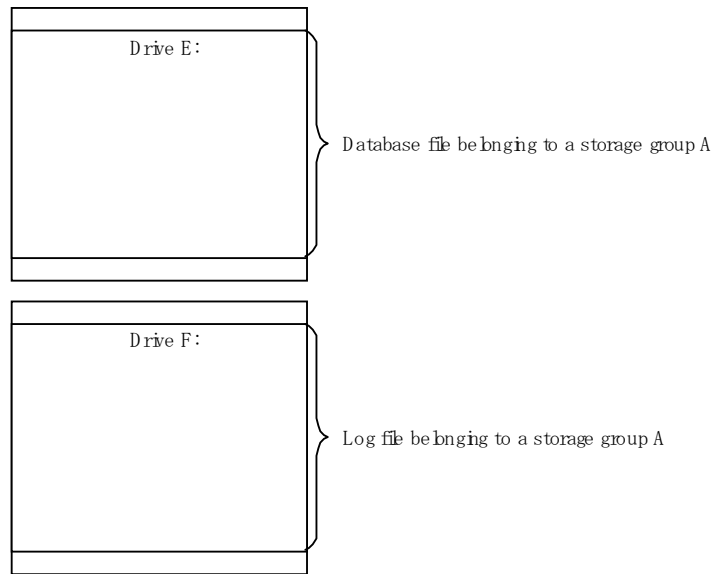 Drive E:
Database file belonging to a storage group A
Drive F:
Log file belonging to a storage group A